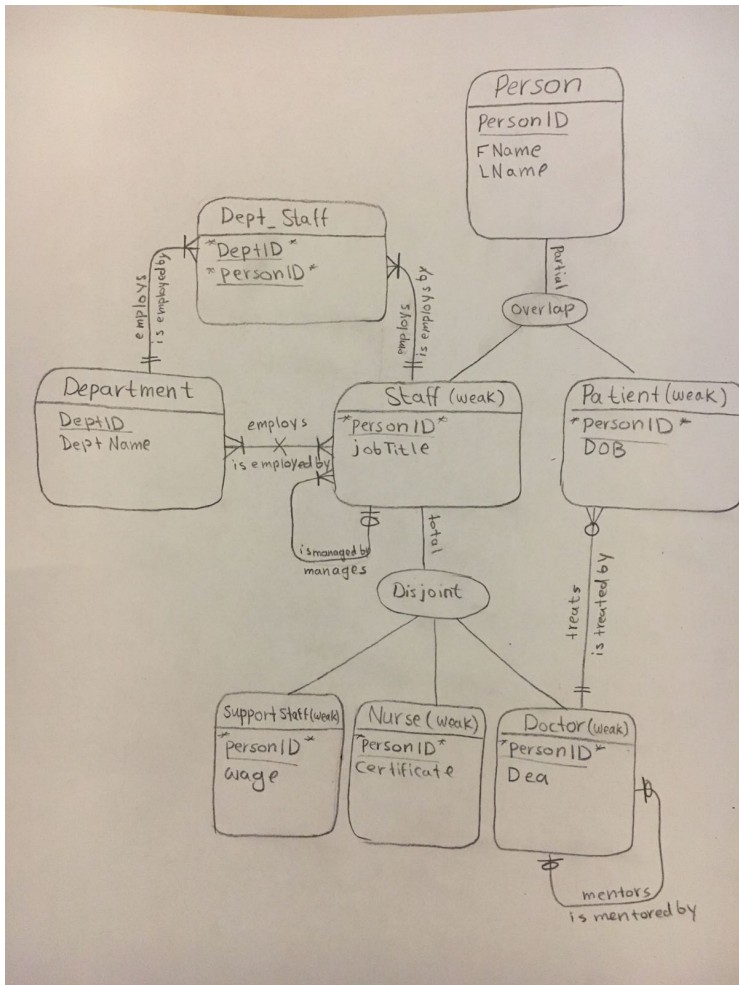 Person
PersonID
FName
LName
Partial
Overlap
Dept_Staff
*DeptID*
*personID*
employs
is employed by
is employs by
employs
Department
DeptID
Dept Name
employs
is employed by
Staff (weak)
*PersonID*
jobTitle
is managed by
manages
Patient (weak)
*PersonID*
DOB
total
Disjoint
treats
is treated by
Support Staff (weak)
*personID*
wage
Nurse (weak)
*PersonID*
Certificate
Doctor (weak)
*PersonID*
Dea
mentors
is mentored by